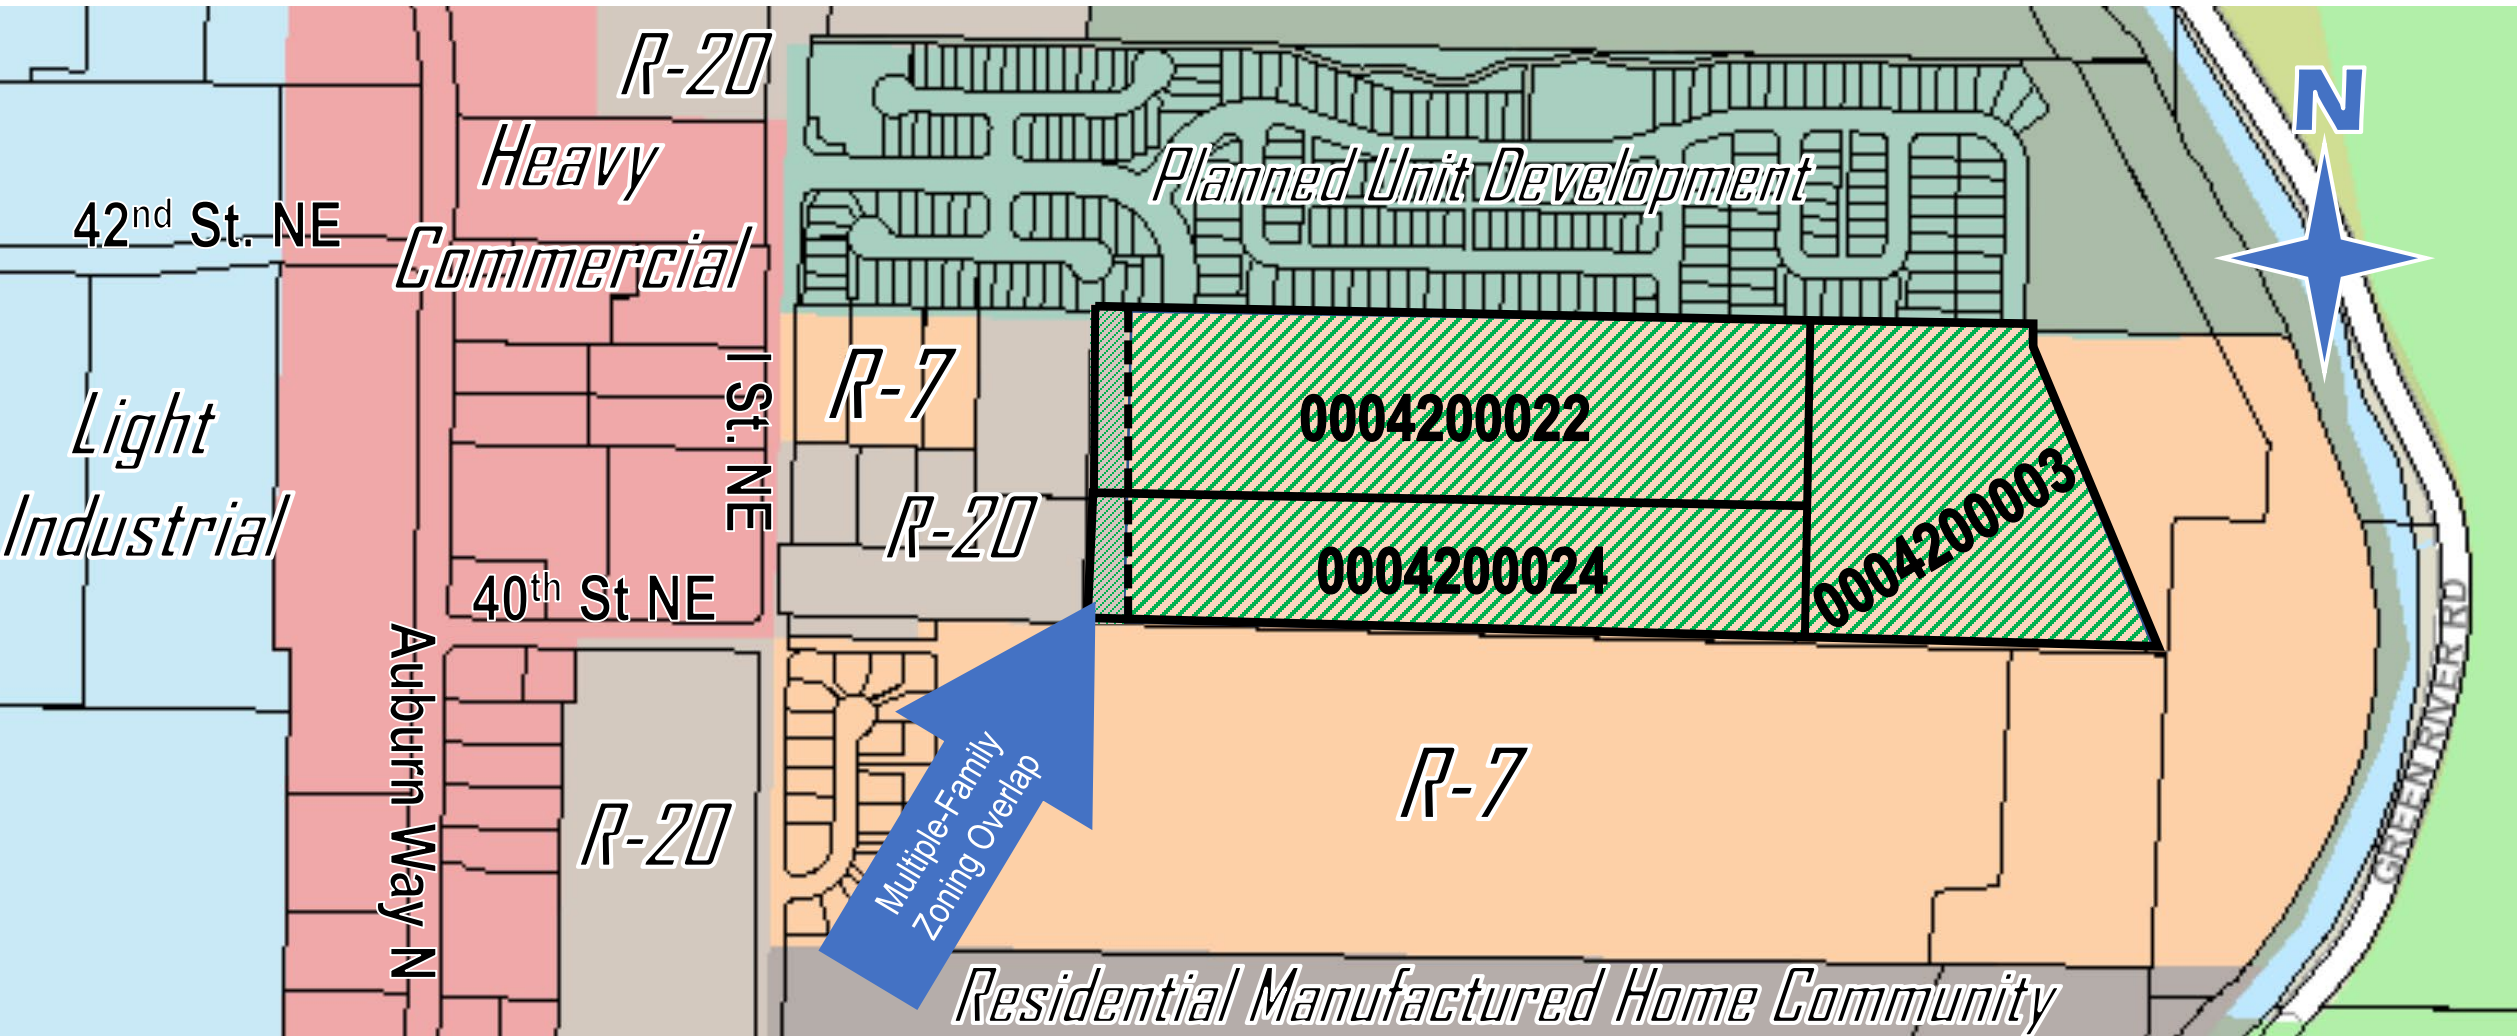 R-20
N
Heavy
Planned Unit Development
42nd St. NE
Commercial
I St. NE
R-7
Light
0004200022
Industrial
R-20
0004200003
0004200024
40th St NE
Auburn Way N
GREEN RIVER RD
R-7
R-20
Multiple-Family
Zoning Overlap
Residential Manufactured Home Community